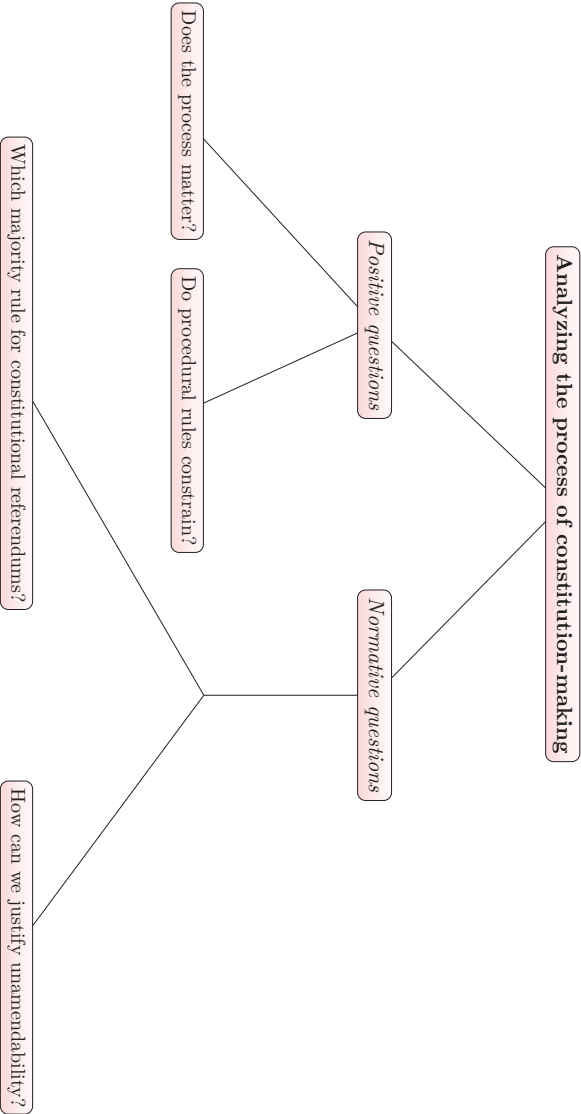 Analyzing the process of constitution-making
Positive questions
Normative questions
Does the process matter?
Do procedural rules constrain?
Which majority rule for constitutional referendums?
How can we justify unamendability?